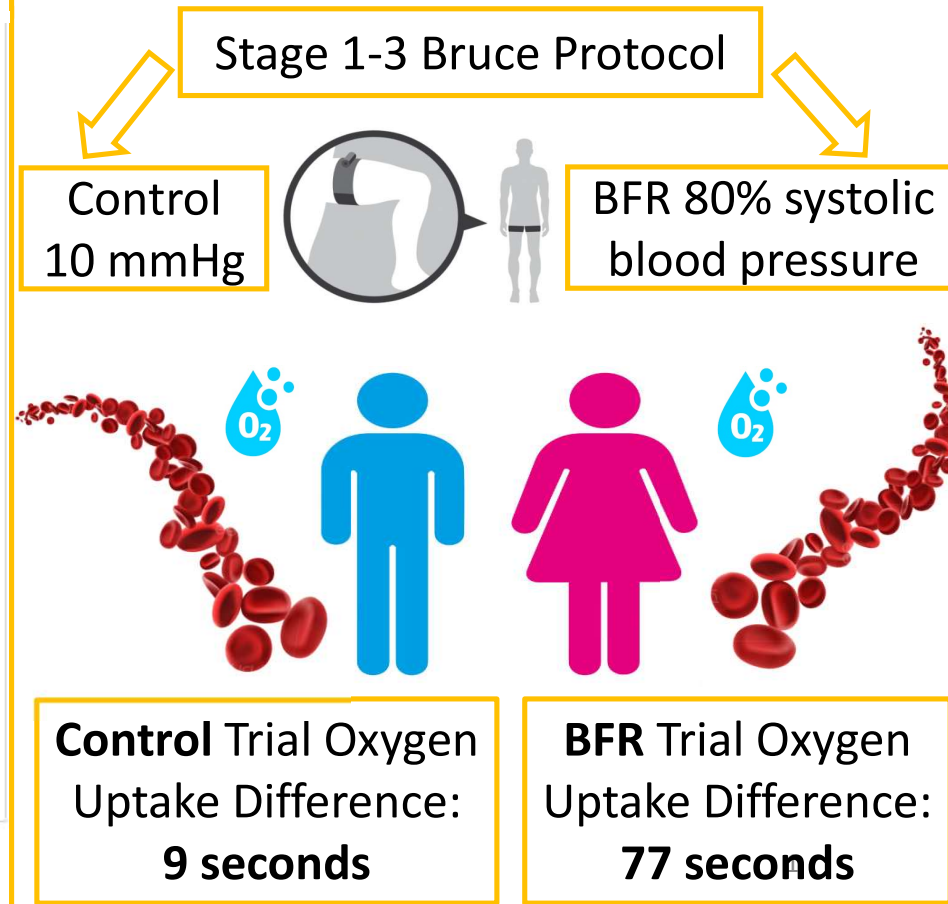 Stage 1-3 Bruce Protocol
Control
10 mmHg
BFR 80% systolic
blood pressure
O₂
O₂
Control Trial Oxygen
Uptake Difference:
9 seconds
BFR Trial Oxygen
Uptake Difference:
77 seconds